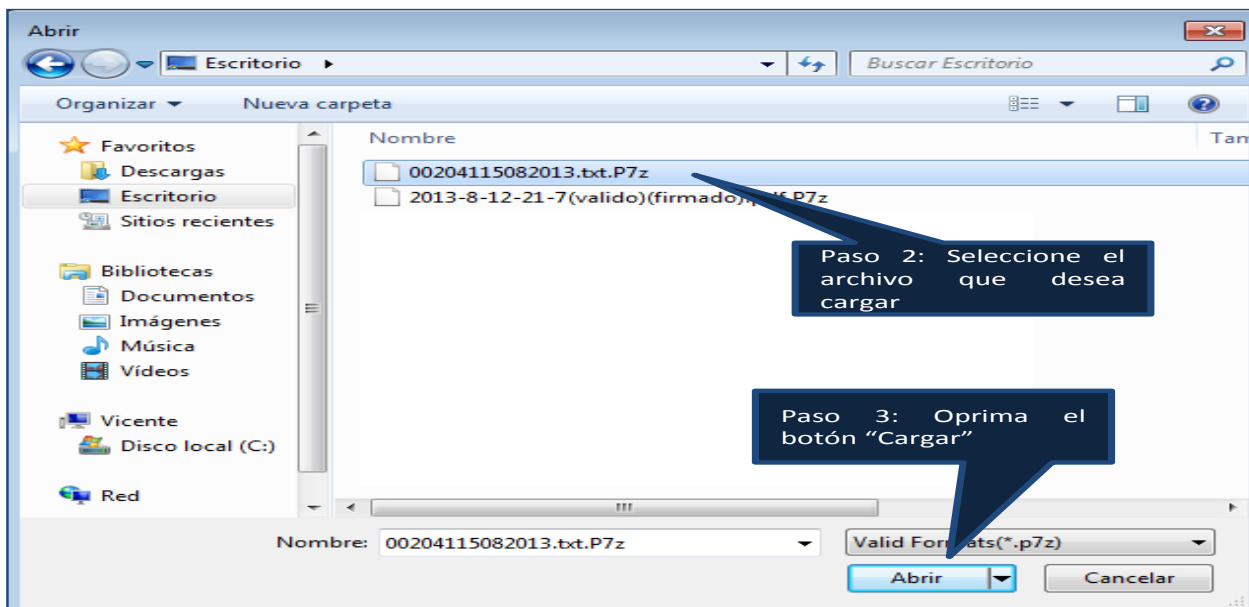 Abrir
Escritorio
Buscar Escritorio
Organizar
Nueva carpeta
Favoritos
Descargas
Escritorio
Sitios recientes
Bibliotecas
Documentos
Imágenes
Música
Vídeos
Vicente
Disco local (C:)
Red
Nombre
00204115082013.txt.P7z
2013-8-12-21-7(valido)(firmado).pdf.P7z
Paso 2: Seleccione el
archivo que desea
cargar
Paso 3: Oprima el
botón “Cargar”
Nombre: 00204115082013.txt.P7z
Valid Formats(*.p7z)
Abrir
Cancelar